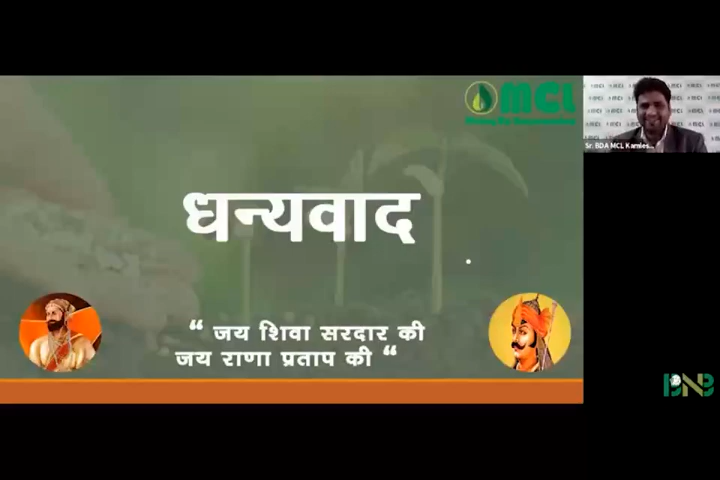 MCL
धन्यवाद
“ जय शिवा सरदार की
जय राणा प्रताप की “
Sr. BDA MCL Kamles...
BNB